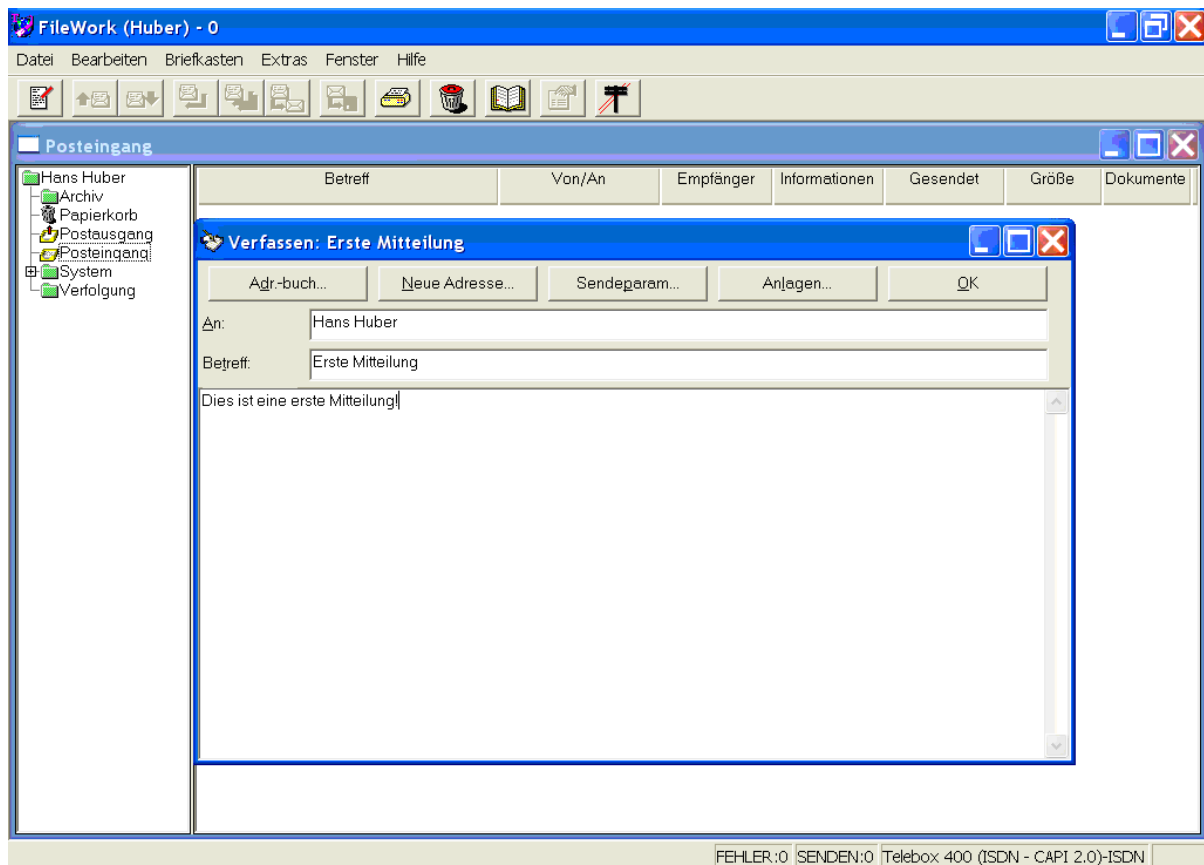 FileWork (Huber) - 0
Datei Bearbeiten Briefkasten Extras Fenster Hilfe
Posteingang
Hans Huber
Archiv
Papierkorb
Postausgang
Posteingang
System
Verfolgung
Betreff Von/An Empfänger Informationen Gesendet Größe Dokumente
Verfassen: Erste Mitteilung
Adr.-buch... Neue Adresse... Sendeparam... Anlagen... OK
An: Hans Huber
Betreff: Erste Mitteilung
Dies ist eine erste Mitteilung!
FEHLER:0 SENDEN:0 Telebox 400 (ISDN - CAPI 2.0)-ISDN